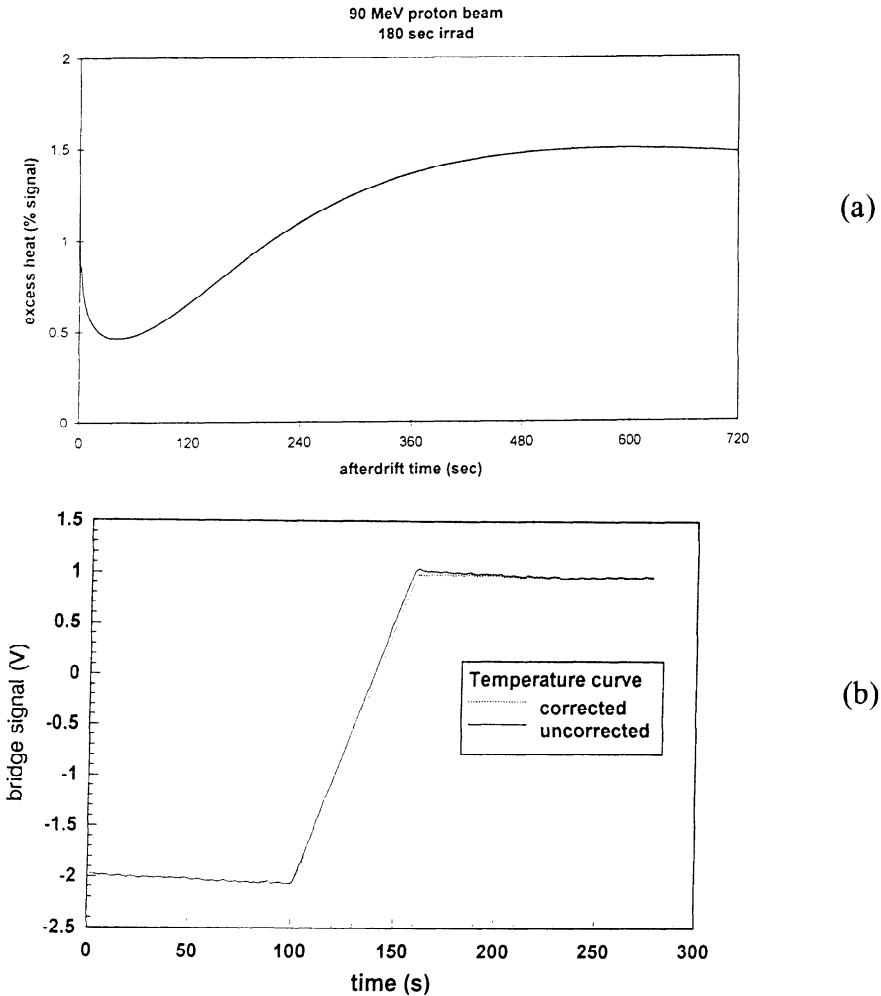 90 MeV proton beam
180 sec irrad
2
1.5
1
0.5
0
excess heat (% signal)
0 120 240 360 480 600 720
afterdrift time (sec)
(a)
1.5
1
0.5
0
-0.5
-1
-1.5
-2
-2.5
bridge signal (V)
Temperature curve
corrected
uncorrected
0 50 100 150 200 250 300
time (s)
(b)